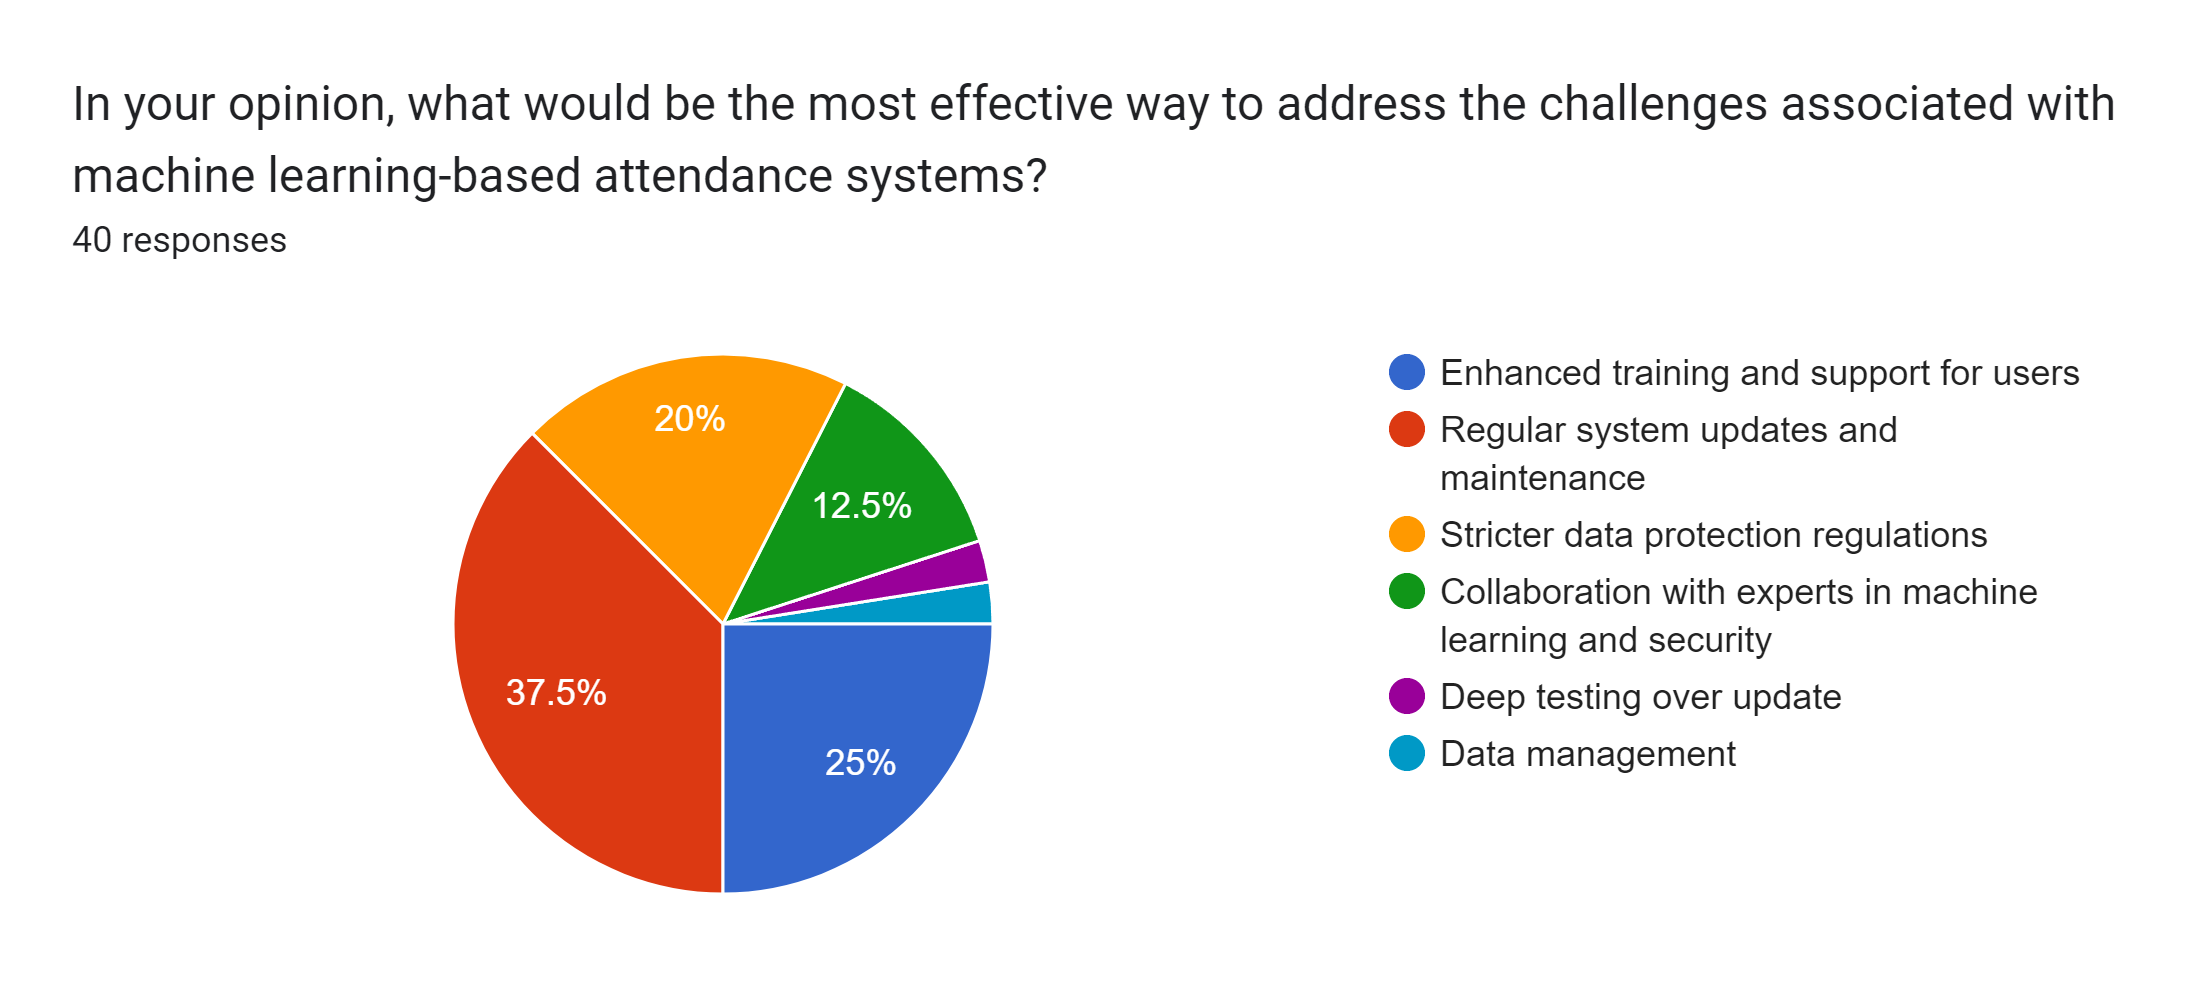 In your opinion, what would be the most effective way to address the challenges associated with
machine learning-based attendance systems?
40 responses
20%
12.5%
37.5%
25%
Enhanced training and support for users
Regular system updates and
maintenance
Stricter data protection regulations
Collaboration with experts in machine
learning and security
Deep testing over update
Data management